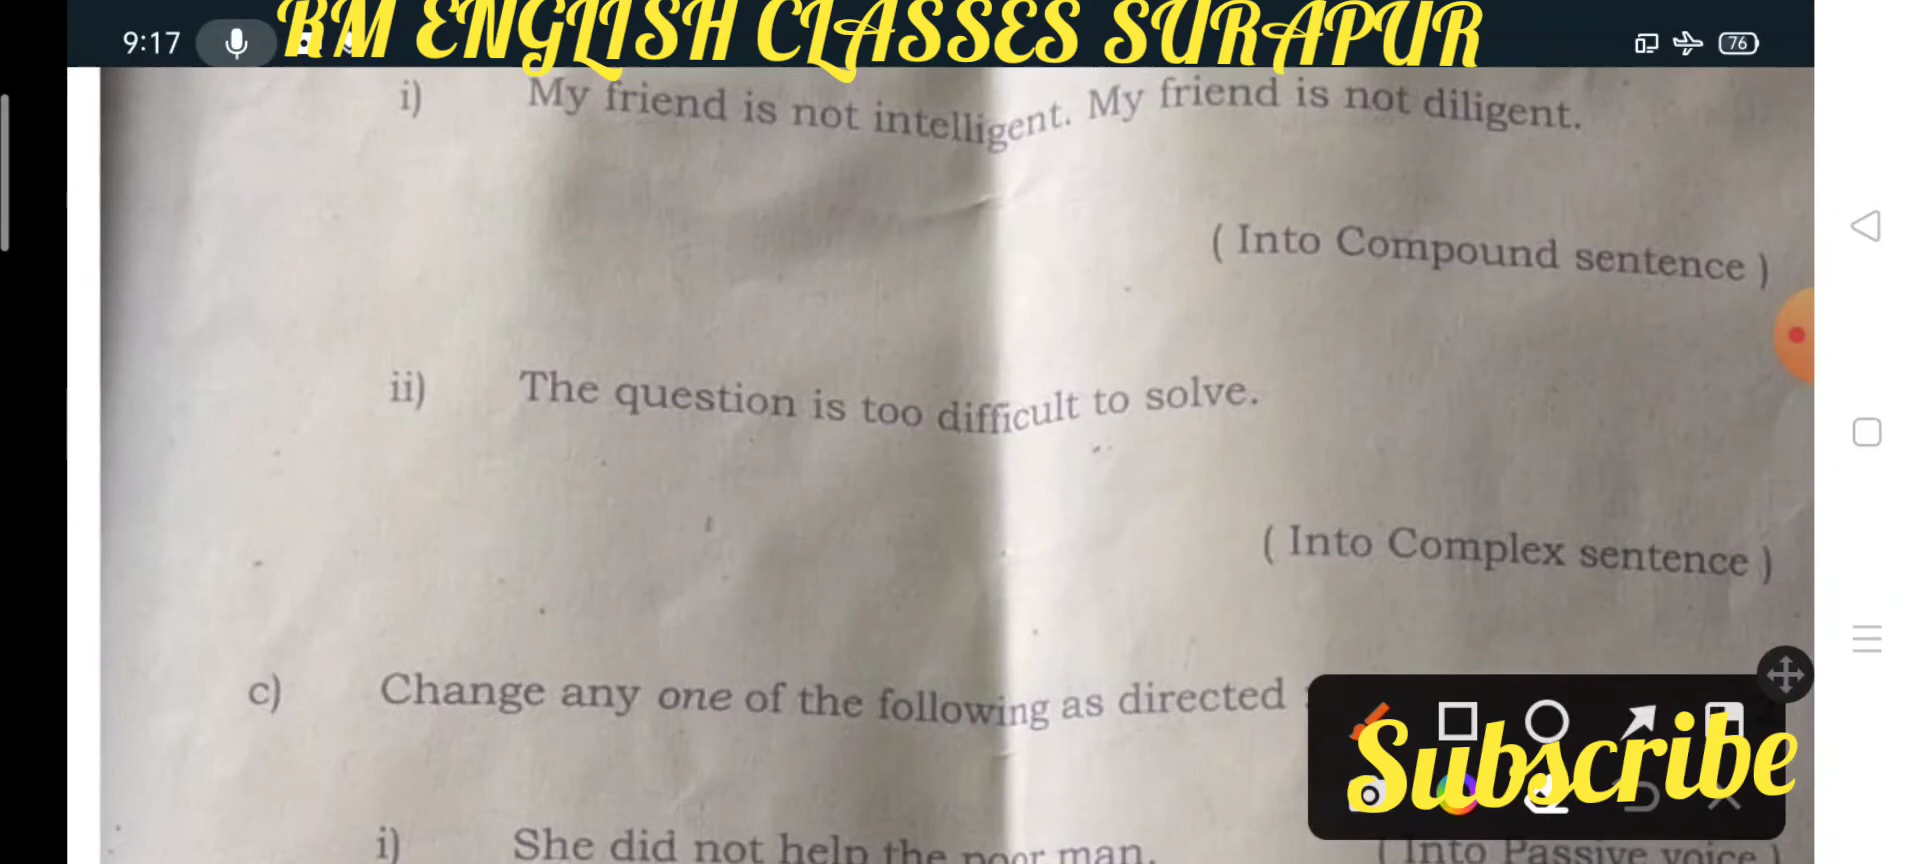 RM ENGLISH CLASSES SURAPUR
9:17
76
i) My friend is not intelligent. My friend is not diligent.
( Into Compound sentence )
ii) The question is too difficult to solve.
( Into Complex sentence )
c) Change any one of the following as directed :
Subscribe
i) She did not help the poor man. ( Into Passive voice )